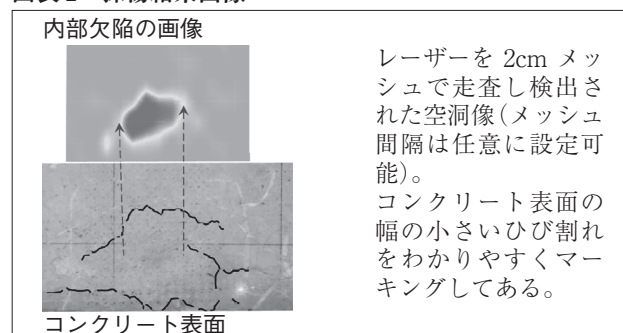 内部欠陥の画像
レーザーを 2cm メッ
シュで走査し検出さ
れた空洞像(メッシュ
間隔は任意に設定可
能)。
コンクリート表面の
幅の小さいひび割れ
をわかりやすくマー
キングしてある。
コンクリート表面